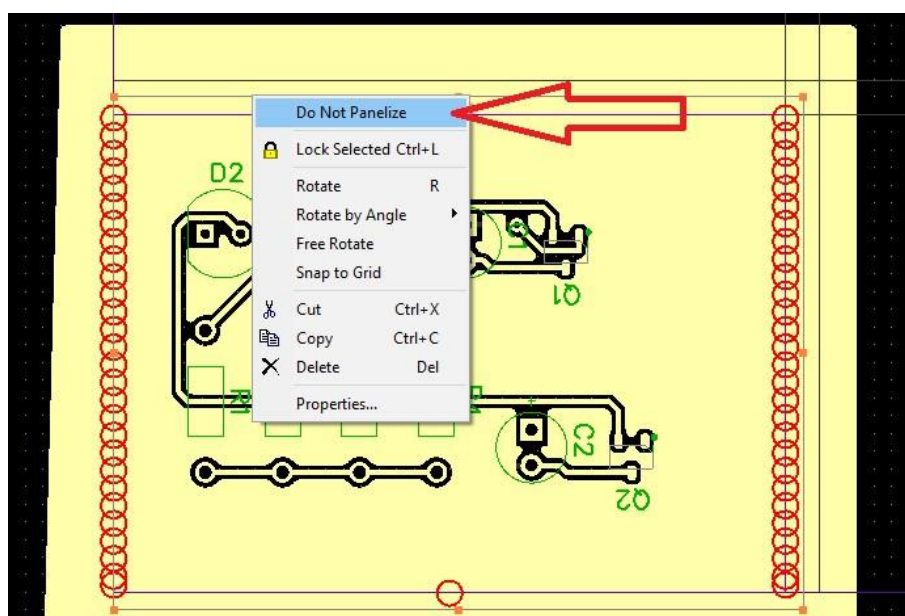 Do Not Panelize
Lock Selected Ctrl+L
Rotate R
Rotate by Angle
Free Rotate
Snap to Grid
Cut Ctrl+X
Copy Ctrl+C
Delete Del
Properties...
D2
Q1
R1
C2
Q2